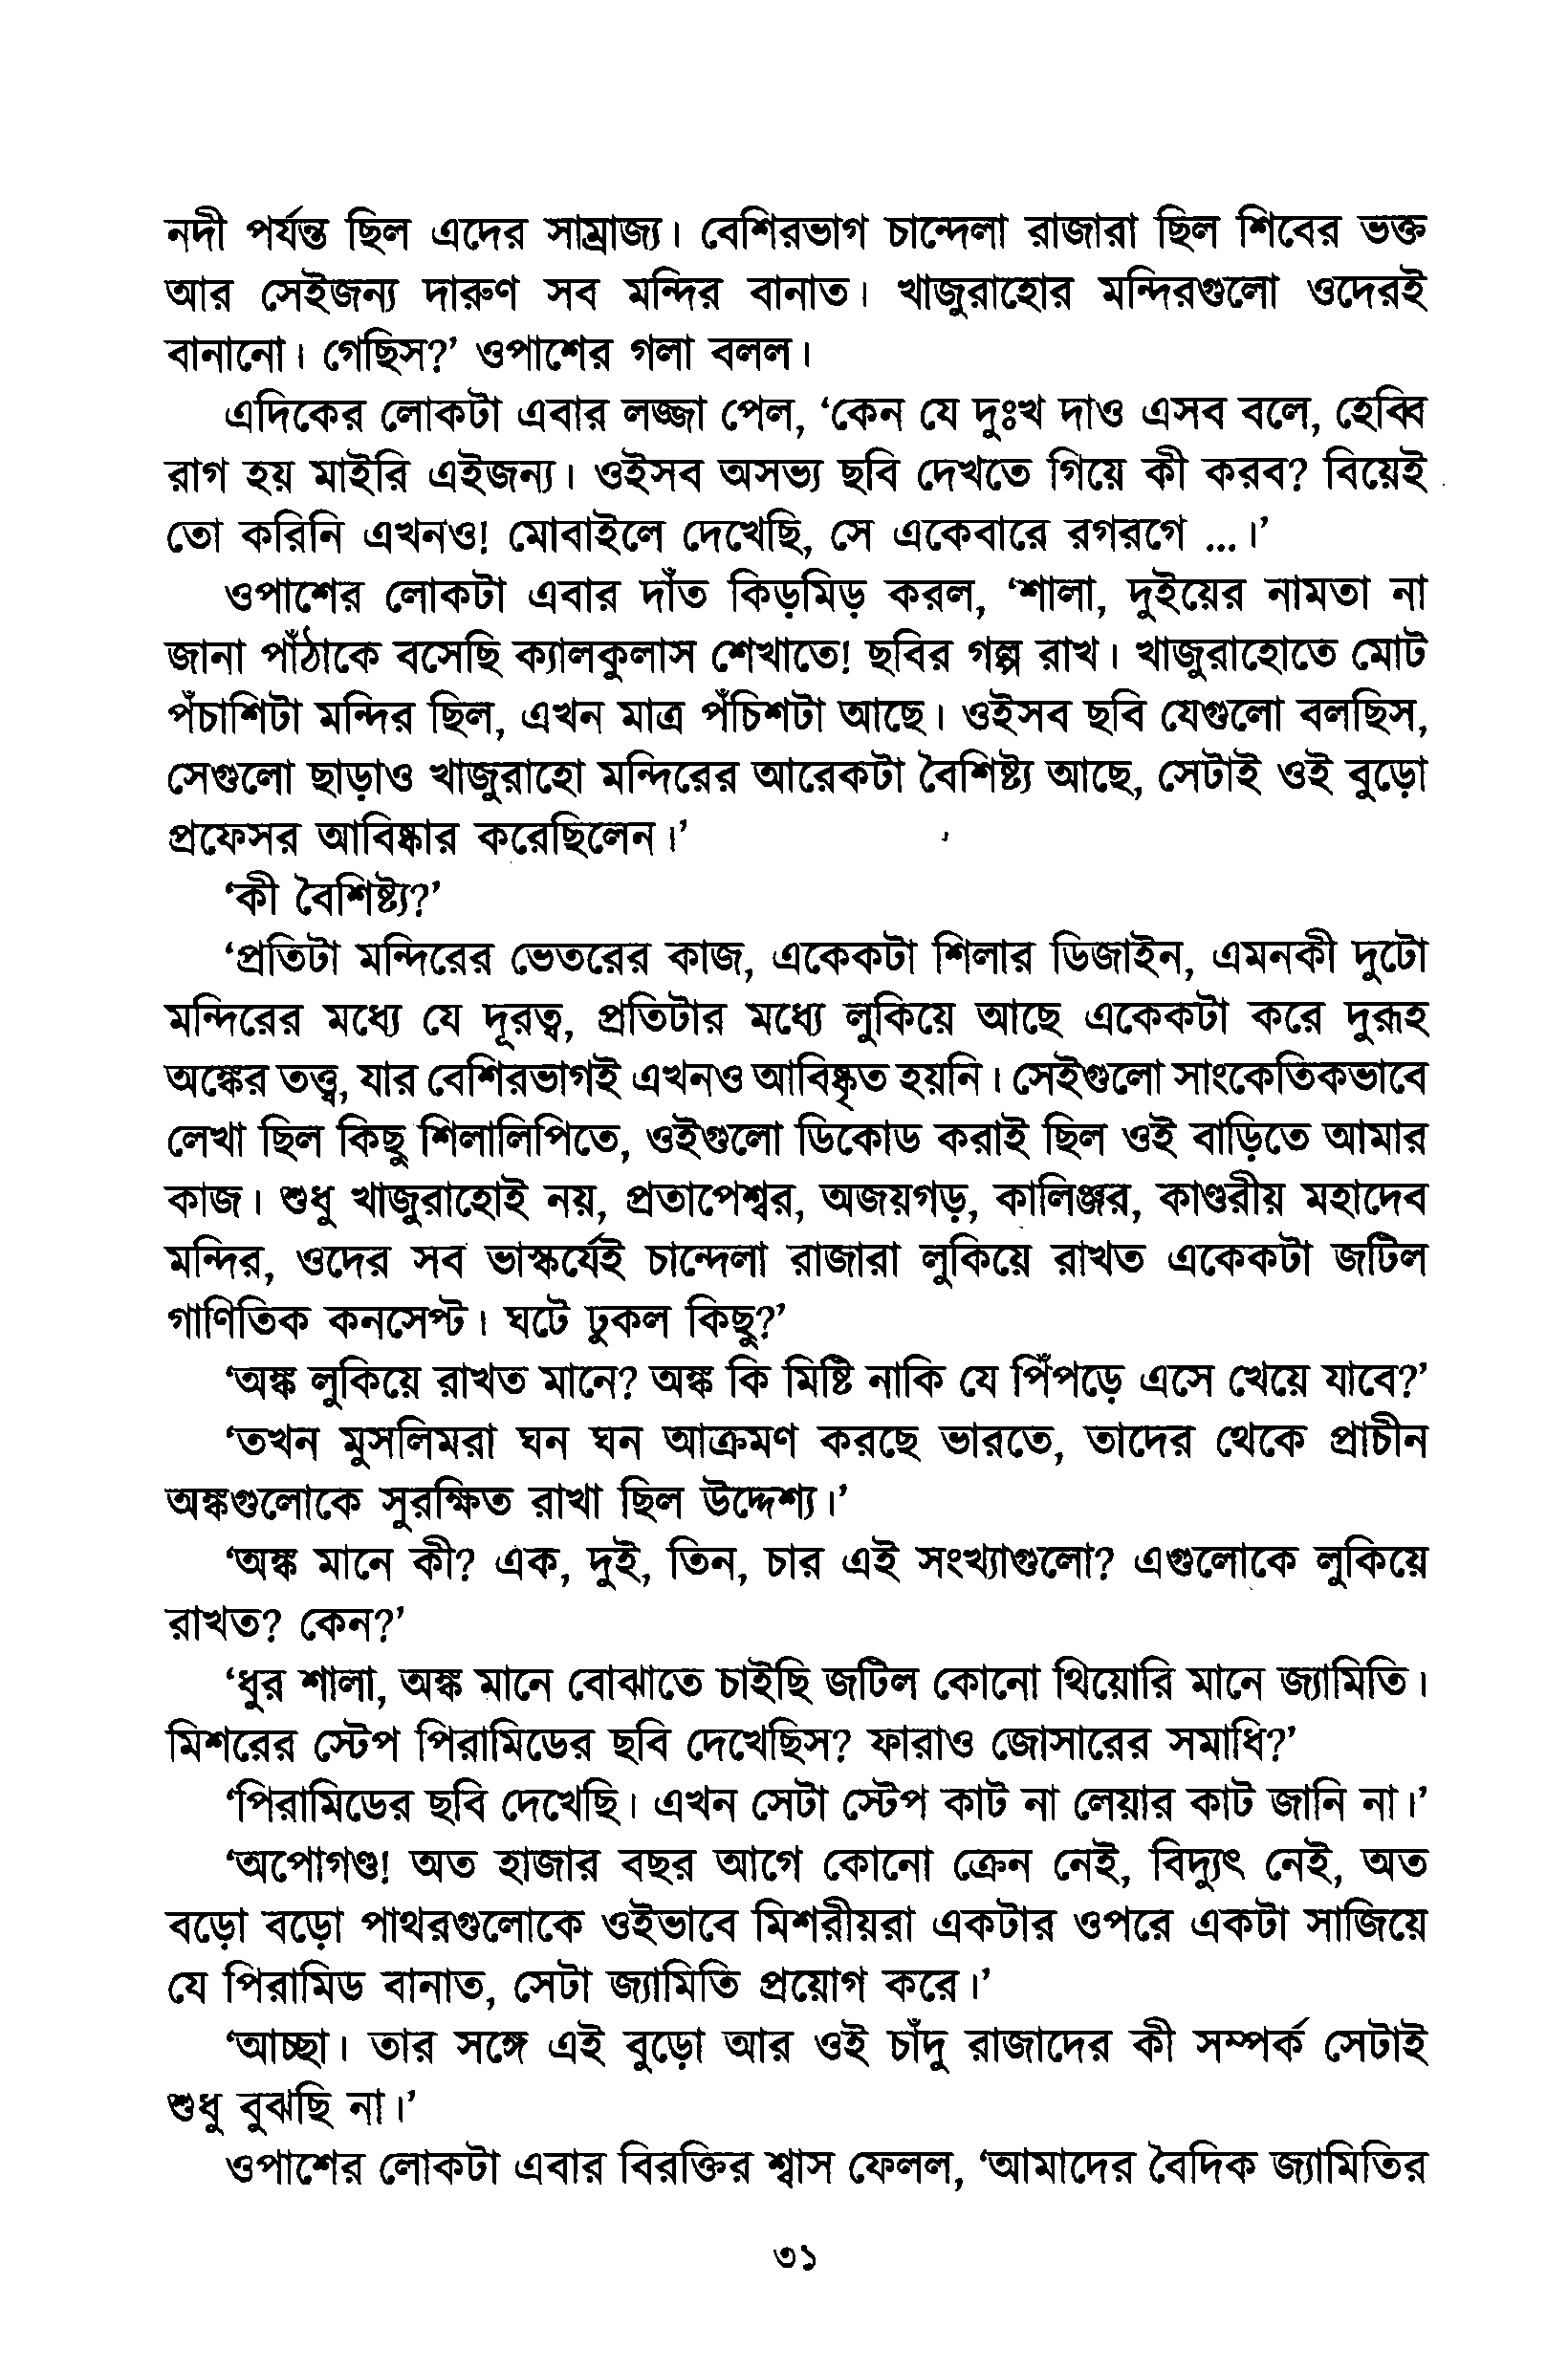 নদী পর্যন্ত ছিল এদের সাম্রাজ্য। বেশিরভাগ চান্দেলা রাজারা ছিল শিবের ভক্ত
আর সেইজন্য দারুণ সব মন্দির বানাত। খাজুরাহোর মন্দিরগুলো ওদেরই
বানানো। গেছিস?’ ওপাশের গলা বলল।
এদিকের লোকটা এবার লজ্জা পেল, ‘কেন যে দুঃখ দাও এসব বলে, হেব্বি
রাগ হয় মাইরি এইজন্য। ওইসব অসভ্য ছবি দেখতে গিয়ে কী করব? বিয়েই
তো করিনি এখনও! মোবাইলে দেখেছি, সে একেবারে রগরগে ...।’
ওপাশের লোকটা এবার দাঁত কিড়মিড় করল, ‘শালা, দুইয়ের নামতা না
জানা পাঁঠাকে বসেছি ক্যালকুলাস শেখাতে! ছবির গল্প রাখ। খাজুরাহোতে মোট
পঁচাশিটা মন্দির ছিল, এখন মাত্র পঁচিশটা আছে। ওইসব ছবি যেগুলো বলছিস,
সেগুলো ছাড়াও খাজুরাহো মন্দিরের আরেকটা বৈশিষ্ট্য আছে, সেটাই ওই বুড়ো
প্রফেসর আবিষ্কার করেছিলেন।’
‘কী বৈশিষ্ট্য?’
‘প্রতিটা মন্দিরের ভেতরের কাজ, একেকটা শিলার ডিজাইন, এমনকী দুটো
মন্দিরের মধ্যে যে দূরত্ব, প্রতিটার মধ্যে লুকিয়ে আছে একেকটা করে দুরূহ
অঙ্কের তত্ত্ব, যার বেশিরভাগই এখনও আবিষ্কৃত হয়নি। সেইগুলো সাংকেতিকভাবে
লেখা ছিল কিছু শিলালিপিতে, ওইগুলো ডিকোড করাই ছিল ওই বাড়িতে আমার
কাজ। শুধু খাজুরাহোই নয়, প্রতাপেশ্বর, অজয়গড়, কালিঞ্জর, কাণ্ডরীয় মহাদেব
মন্দির, ওদের সব ভাস্কর্যেই চান্দেলা রাজারা লুকিয়ে রাখত একেকটা জটিল
গাণিতিক কনসেপ্ট। ঘটে ঢুকল কিছু?’
‘অঙ্ক লুকিয়ে রাখত মানে? অঙ্ক কি মিষ্টি নাকি যে পিঁপড়ে এসে খেয়ে যাবে?’
‘তখন মুসলিমরা ঘন ঘন আক্রমণ করছে ভারতে, তাদের থেকে প্রাচীন
অঙ্কগুলোকে সুরক্ষিত রাখা ছিল উদ্দেশ্য।’
‘অঙ্ক মানে কী? এক, দুই, তিন, চার এই সংখ্যাগুলো? এগুলোকে লুকিয়ে
রাখত? কেন?’
‘ধুর শালা, অঙ্ক মানে বোঝাতে চাইছি জটিল কোনো থিয়োরি মানে জ্যামিতি।
মিশরের স্টেপ পিরামিডের ছবি দেখেছিস? ফারাও জোসারের সমাধি?’
‘পিরামিডের ছবি দেখেছি। এখন সেটা স্টেপ কাট না লেয়ার কাট জানি না।’
‘অপোগণ্ড! অত হাজার বছর আগে কোনো ক্রেন নেই, বিদ্যুৎ নেই, অত
বড়ো বড়ো পাথরগুলোকে ওইভাবে মিশরীয়রা একটার ওপরে একটা সাজিয়ে
যে পিরামিড বানাত, সেটা জ্যামিতি প্রয়োগ করে।’
‘আচ্ছা। তার সঙ্গে এই বুড়ো আর ওই চাঁদু রাজাদের কী সম্পর্ক সেটাই
শুধু বুঝছি না।’
ওপাশের লোকটা এবার বিরক্তির শ্বাস ফেলল, ‘আমাদের বৈদিক জ্যামিতির
৩১